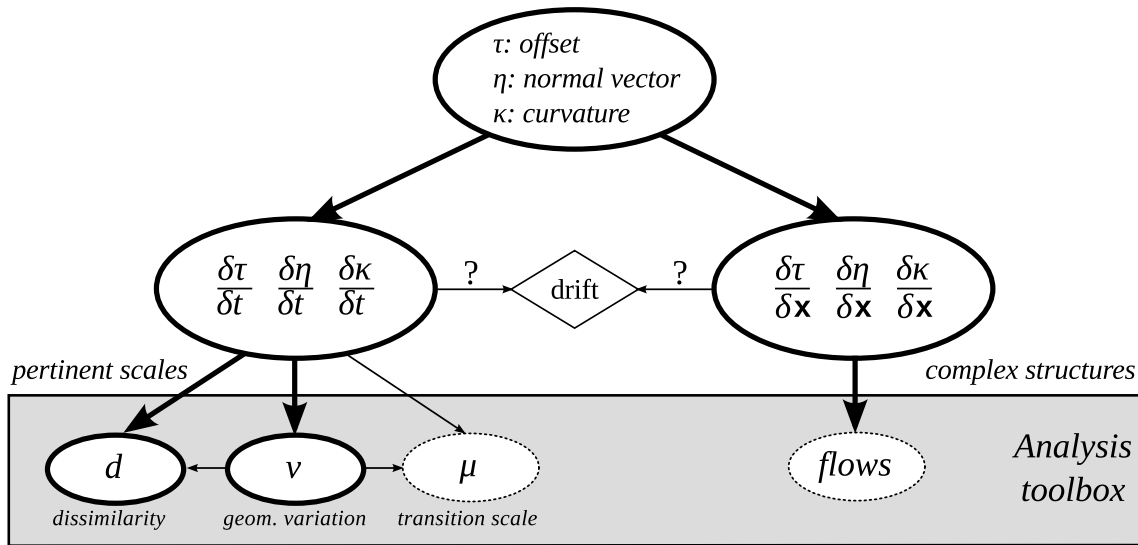 τ: offset
η: normal vector
κ: curvature
δτ/δt δη/δt δκ/δt
?
drift
?
δτ/δx δη/δx δκ/δx
pertinent scales
complex structures
d
ν
μ
flows
Analysis
toolbox
dissimilarity
geom. variation
transition scale